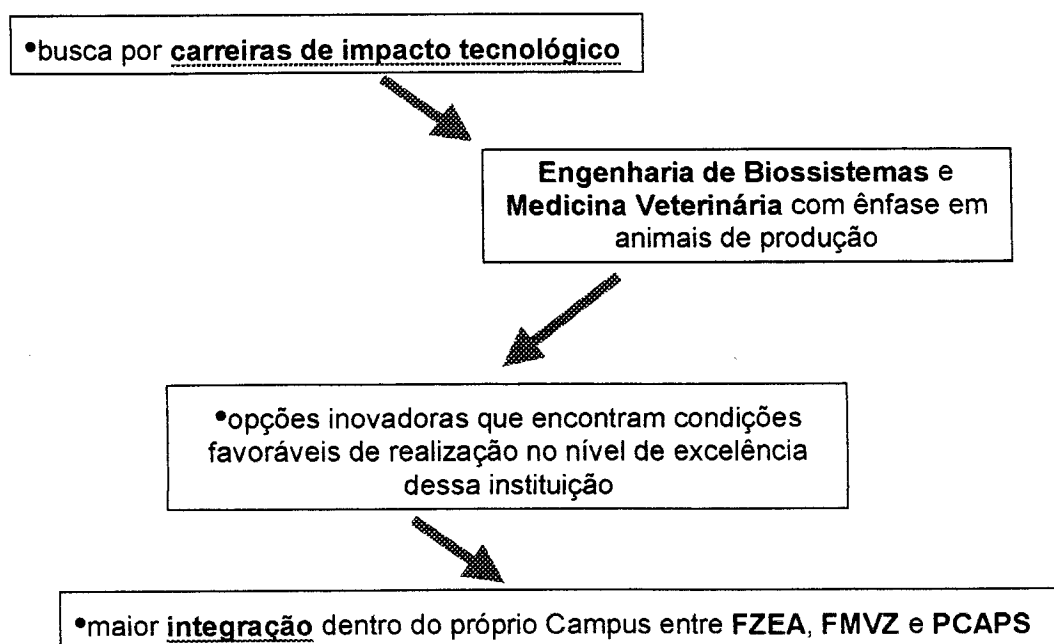 •busca por carreiras de impacto tecnológico
Engenharia de Biossistemas e
Medicina Veterinária com ênfase em
animais de produção
•opções inovadoras que encontram condições
favoráveis de realização no nível de excelência
dessa instituição
•maior integração dentro do próprio Campus entre FZEA, FMVZ e PCAPS